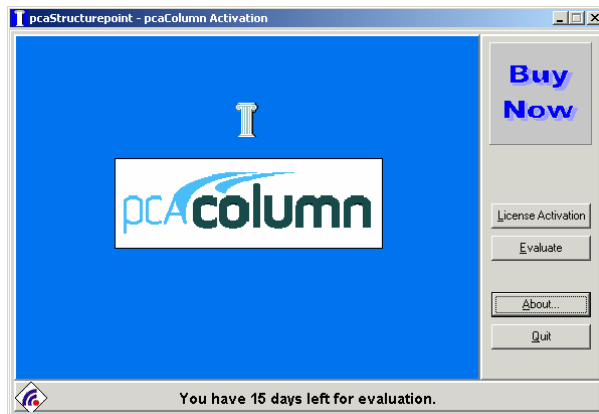 pcaStructurepoint - pcaColumn Activation
Buy
Now
pcacolumn
License Activation
Evaluate
About...
Quit
You have 15 days left for evaluation.